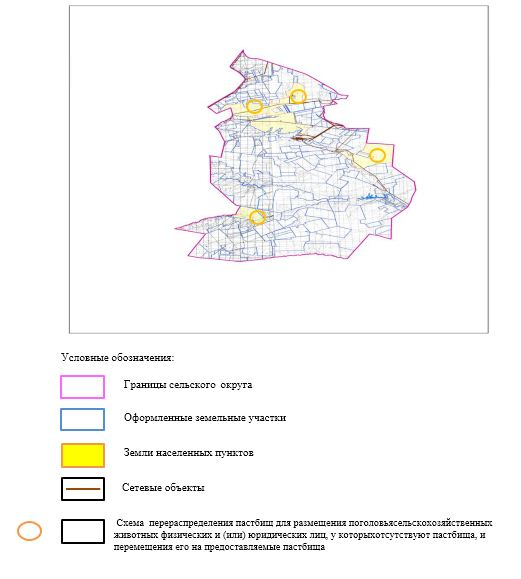 Условные обозначения:
Границы сельского округа
Оформленные земельные участки
Земли населенных пунктов
Сетевые объекты
Схема перераспределения пастбищ для размещения поголовьясельскохозяйственных
животных физических и (или) юридических лиц, у которыхотсутствуют пастбища, и
перемещения его на предоставляемые пастбища